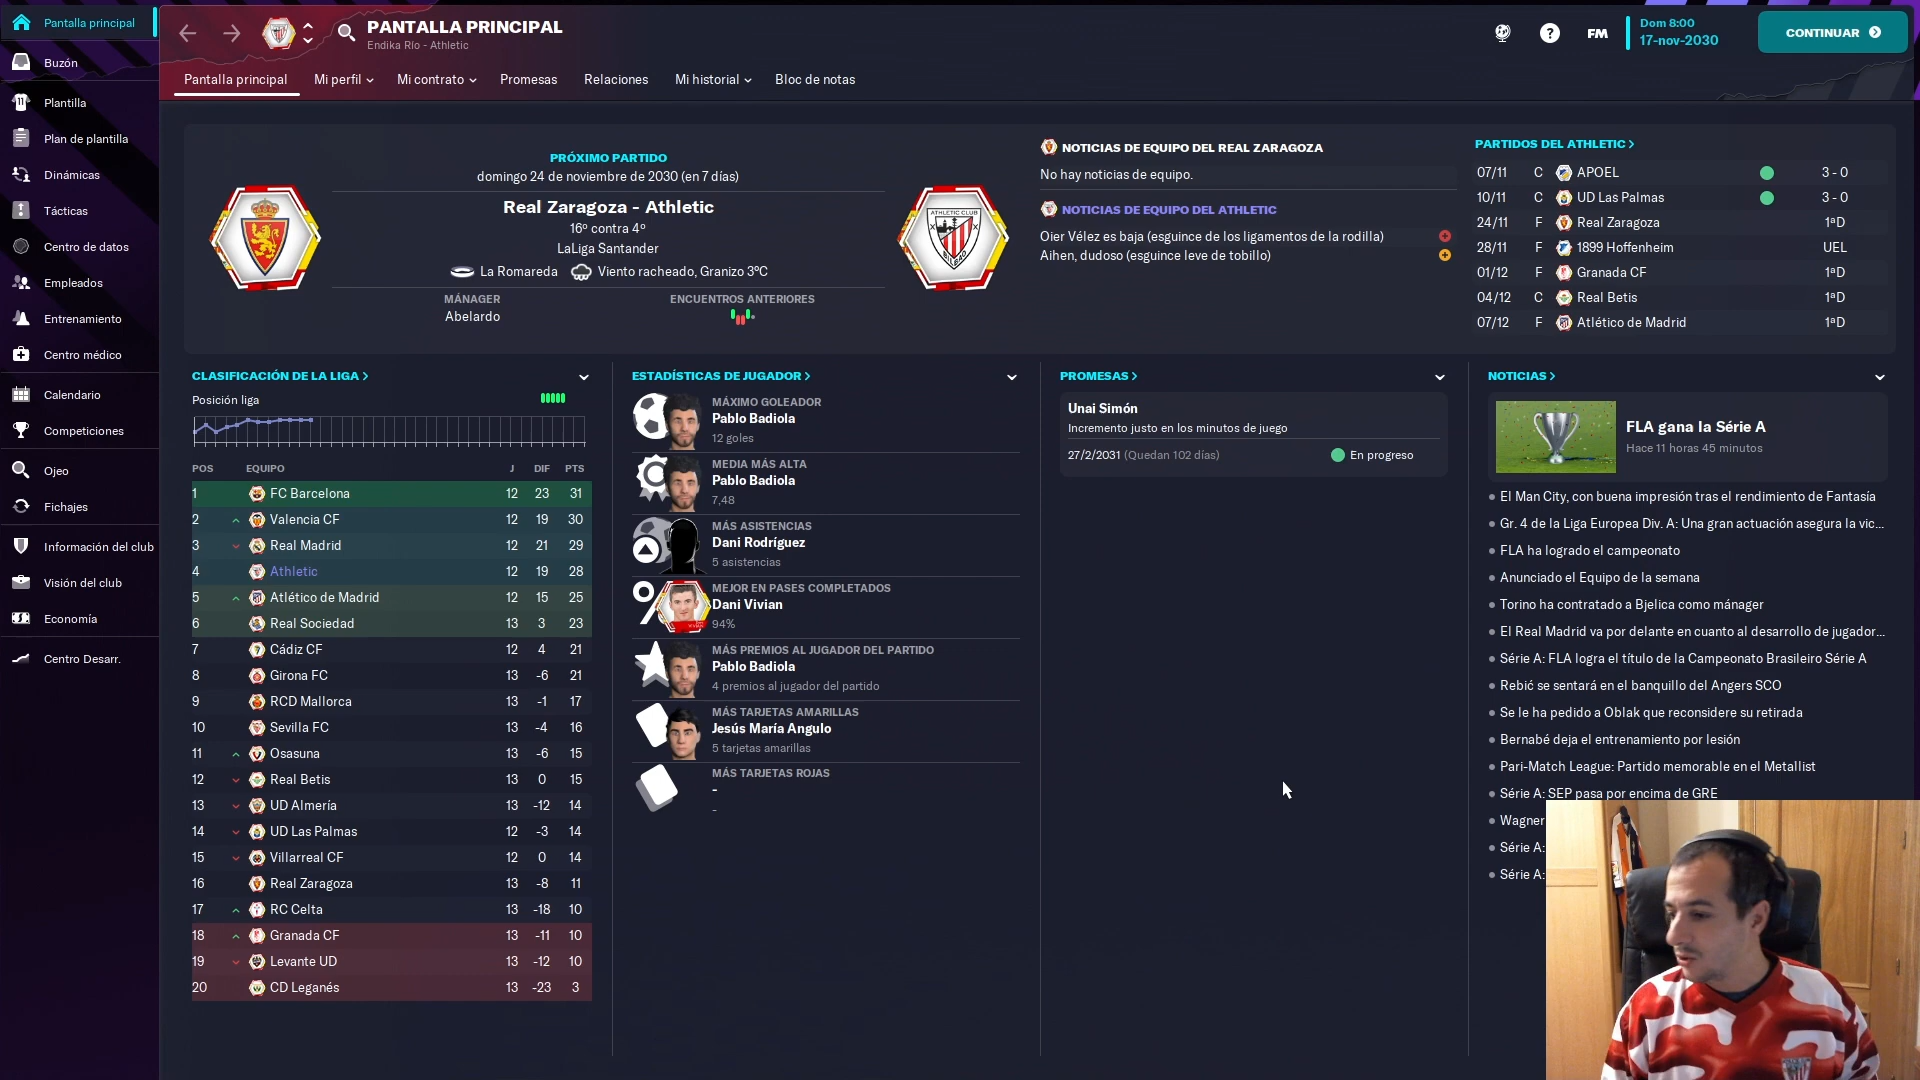 Pantalla principal
Buzón
Plantilla
Plan de plantilla
Dinámicas
Tácticas
Centro de datos
Empleados
Entrenamiento
Centro médico
Calendario
Competiciones
Ojeo
Fichajes
Información del club
Visión del club
Economía
Centro Desarr.
PANTALLA PRINCIPAL
Endika Río - Athletic
FM
Dom 8:00
17-nov-2030
CONTINUAR
Pantalla principal
Mi perfil
Mi contrato
Promesas
Relaciones
Mi historial
Bloc de notas
PRÓXIMO PARTIDO
domingo 24 de noviembre de 2030 (en 7 días)
Real Zaragoza - Athletic
16º contra 4º
LaLiga Santander
La Romareda Viento racheado, Granizo 3ºC
MÁNAGER
Abelardo
ENCUENTROS ANTERIORES
ATHLETIC CLUB
BILBAO
NOTICIAS DE EQUIPO DEL REAL ZARAGOZA
No hay noticias de equipo.
NOTICIAS DE EQUIPO DEL ATHLETIC
Oier Vélez es baja (esguince de los ligamentos de la rodilla)
Aihen, dudoso (esguince leve de tobillo)
PARTIDOS DEL ATHLETIC
07/11 C APOEL 3 - 0
10/11 C UD Las Palmas 3 - 0
24/11 F Real Zaragoza 1ªD
28/11 F 1899 Hoffenheim UEL
01/12 F Granada CF 1ªD
04/12 C Real Betis 1ªD
07/12 F Atlético de Madrid 1ªD
CLASIFICACIÓN DE LA LIGA
Posición liga
POS EQUIPO J DIF PTS
1 FC Barcelona 12 23 31
2 Valencia CF 12 19 30
3 Real Madrid 12 21 29
4 Athletic 12 19 28
5 Atlético de Madrid 12 15 25
6 Real Sociedad 13 3 23
7 Cádiz CF 12 4 21
8 Girona FC 13 -6 21
9 RCD Mallorca 13 -1 17
10 Sevilla FC 13 -4 16
11 Osasuna 13 -6 15
12 Real Betis 13 0 15
13 UD Almería 13 -12 14
14 UD Las Palmas 12 -3 14
15 Villarreal CF 12 0 14
16 Real Zaragoza 13 -8 11
17 RC Celta 13 -18 10
18 Granada CF 13 -11 10
19 Levante UD 13 -12 10
20 CD Leganés 13 -23 3
ESTADÍSTICAS DE JUGADOR
MÁXIMO GOLEADOR
Pablo Badiola
12 goles
MEDIA MÁS ALTA
Pablo Badiola
7,48
MÁS ASISTENCIAS
Dani Rodríguez
5 asistencias
MEJOR EN PASES COMPLETADOS
Dani Vivian
94%
MÁS PREMIOS AL JUGADOR DEL PARTIDO
Pablo Badiola
4 premios al jugador del partido
MÁS TARJETAS AMARILLAS
Jesús María Angulo
5 tarjetas amarillas
MÁS TARJETAS ROJAS
-
-
PROMESAS
Unai Simón
Incremento justo en los minutos de juego
27/2/2031 (Quedan 102 días) En progreso
NOTICIAS
FLA gana la Série A
Hace 11 horas 45 minutos
El Man City, con buena impresión tras el rendimiento de Fantasía
Gr. 4 de la Liga Europea Div. A: Una gran actuación asegura la vic...
FLA ha logrado el campeonato
Anunciado el Equipo de la semana
Torino ha contratado a Bjelica como mánager
El Real Madrid va por delante en cuanto al desarrollo de jugador...
Série A: FLA logra el título de la Campeonato Brasileiro Série A
Rebić se sentará en el banquillo del Angers SCO
Se le ha pedido a Oblak que reconsidere su retirada
Bernabé deja el entrenamiento por lesión
Pari-Match League: Partido memorable en el Metallist
Série A: SEP pasa por encima de GRE
Wagner
Série A:
Série A: